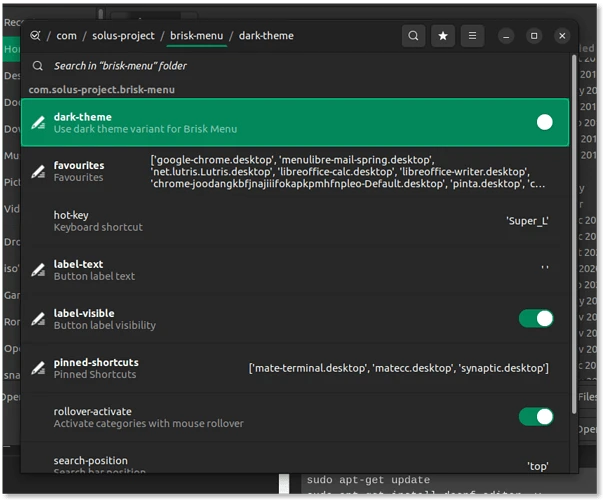 / com / solus-project / brisk-menu / dark-theme
Search in "brisk-menu" folder
com.solus-project.brisk-menu
dark-theme
Use dark theme variant for Brisk Menu
favourites
Favourites
['google-chrome.desktop', 'menulibre-mail-spring.desktop',
'net.lutris.Lutris.desktop', 'libreoffice-calc.desktop', 'libreoffice-writer.desktop',
'chrome-joodangkbfjnajiiifokapkpmhfnpleo-Default.desktop', 'pinta.desktop', 'c…
hot-key
Keyboard shortcut
'Super_L'
label-text
Button label text
' '
label-visible
Button label visibility
pinned-shortcuts
Pinned Shortcuts
['mate-terminal.desktop', 'matecc.desktop', 'synaptic.desktop']
rollover-activate
Activate categories with mouse rollover
search-position
Search bar position
'top'
sudo apt-get update